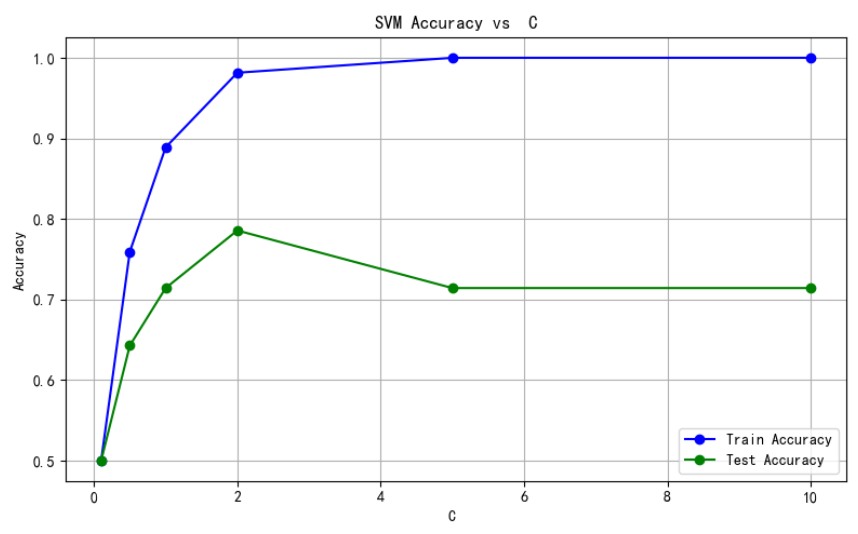 SVM Accuracy vs  C
1.0
0.9
0.8
0.7
0.6
0.5
Accuracy
0 2 4 6 8 10
C
Train Accuracy
Test Accuracy